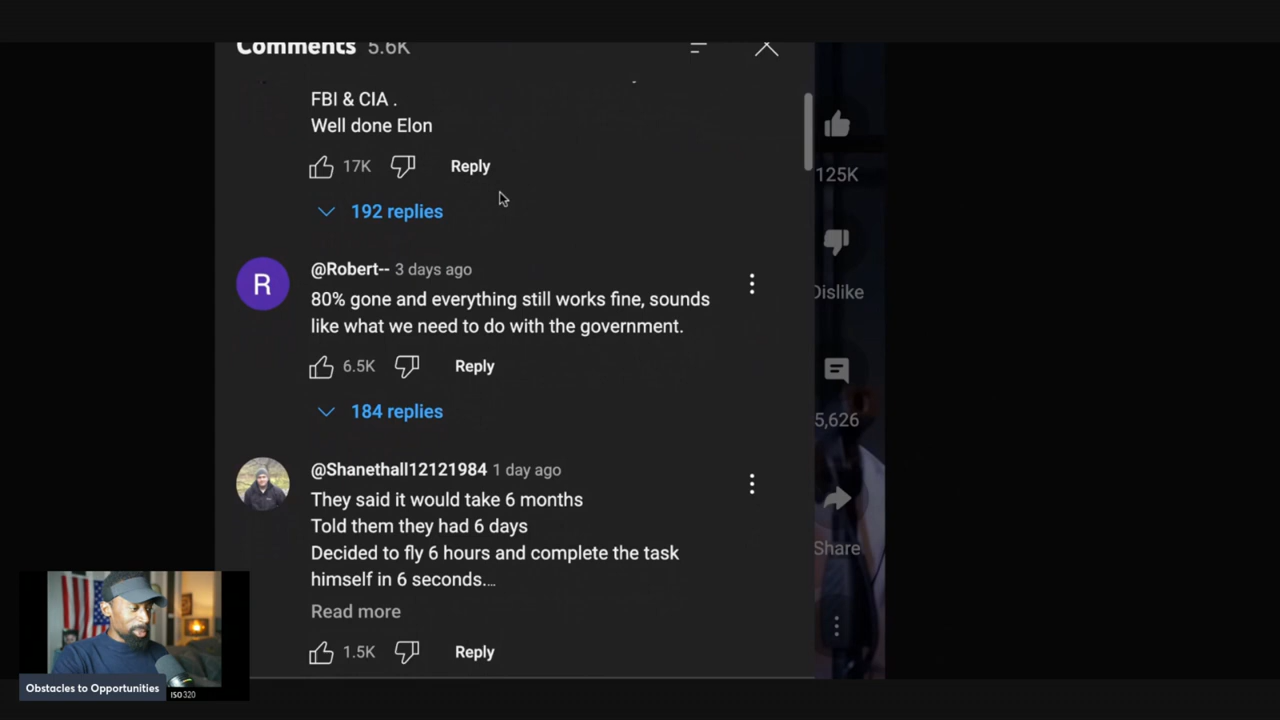 Comments 5.6K
FBI & CIA .
Well done Elon
17K Reply
192 replies
125K
R
@Robert-- 3 days ago
80% gone and everything still works fine, sounds
like what we need to do with the government.
Dislike
6.5K Reply
184 replies
5,626
@Shanethall12121984 1 day ago
They said it would take 6 months
Told them they had 6 days
Decided to fly 6 hours and complete the task
himself in 6 seconds...
Share
Read more
1.5K Reply
Obstacles to Opportunities
ISO320